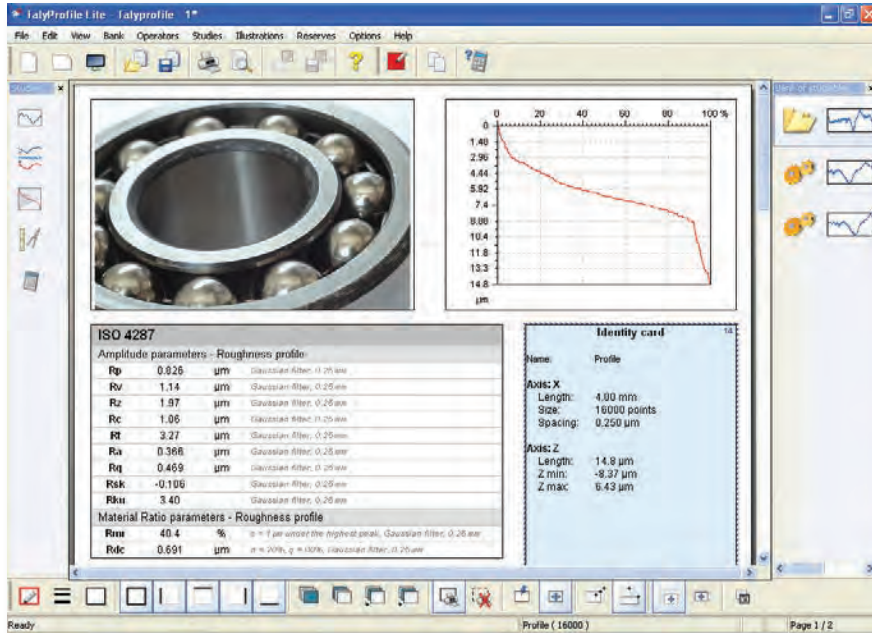 TalyProfile Lite - Talyprofile 1*
File Edit View Bank Operators Studies Illustrations Reserves Options Help
0 20 40 60 80 100 %
0
1.48
2.96
4.44
5.92
7.4
8.88
10.4
11.8
13.3
14.8
µm
ISO 4287
Amplitude parameters - Roughness profile
Rp 0.826 µm Gaussian filter, 0.25 mm
Rv 1.14 µm Gaussian filter, 0.25 mm
Rz 1.97 µm Gaussian filter, 0.25 mm
Rc 1.06 µm Gaussian filter, 0.25 mm
Rt 3.27 µm Gaussian filter, 0.25 mm
Ra 0.366 µm Gaussian filter, 0.25 mm
Rq 0.469 µm Gaussian filter, 0.25 mm
Rsk -0.106 Gaussian filter, 0.25 mm
Rku 3.40 Gaussian filter, 0.25 mm
Material Ratio parameters - Roughness profile
Rmr 40.4 % c = 1 µm under the highest peak, Gaussian filter, 0.25 mm
Rdc 0.691 µm Gaussian filter, 0.25 mm
Identity card 14
Name: Profile
Axis: X
Length: 4.00 mm
Size: 16000 points
Spacing: 0.250 µm
Axis: Z
Length: 14.8 µm
Z min: -8.37 µm
Z max: 6.43 µm
Ready Profile ( 16000 ) Page 1 / 2